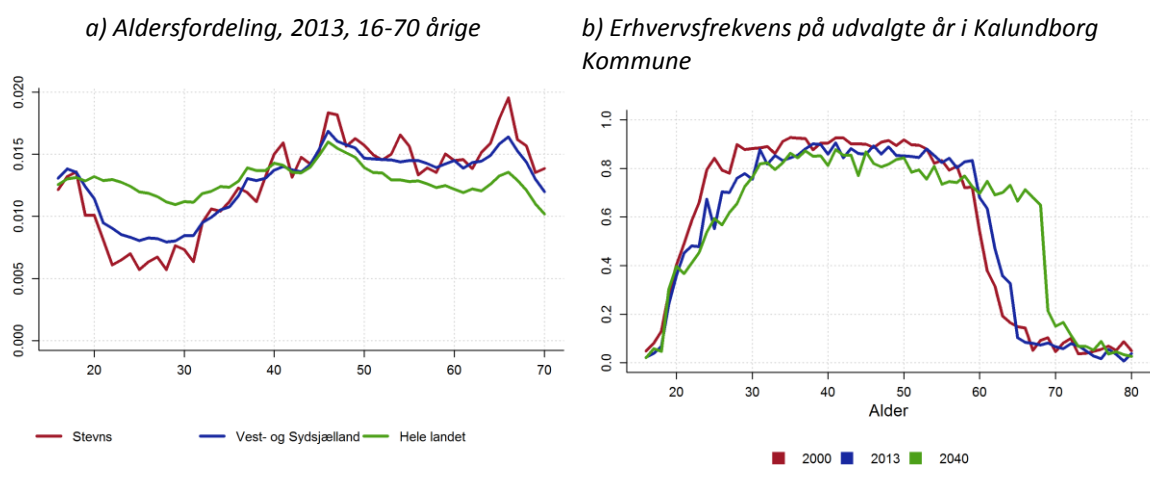 a) Aldersfordeling, 2013, 16-70 årige
0.020
0.015
0.010
0.005
0.000
20 30 40 50 60 70
Stevns Vest- og Sydsjælland Hele landet
b) Erhvervsfrekvens på udvalgte år i Kalundborg
Kommune
1.0
0.8
0.6
0.4
0.2
0.0
20 30 40 50 60 70 80
Alder
2000 2013 2040